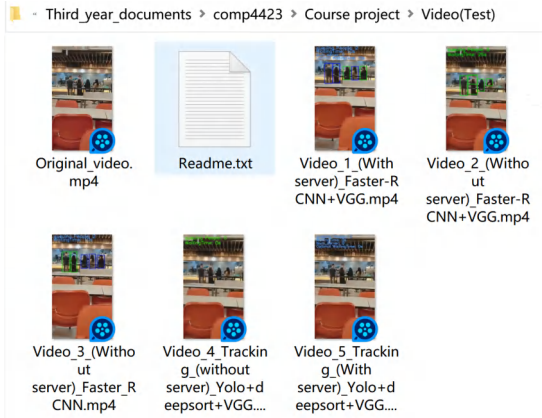 Third_year_documents > comp4423 > Course project > Video(Test)
Original_video.
mp4
Readme.txt
Video_1_(With
server)_Faster-R
CNN+VGG.mp4
Video_2_(Witho
ut
server)_Faster-R
CNN+VGG.mp4
Video_3_(Witho
ut
server)_Faster_R
CNN.mp4
Video_4_Trackin
g_(without
server)_Yolo+d
eepsort+VGG....
Video_5_Trackin
g_(With
server)_Yolo+d
eepsort+VGG....